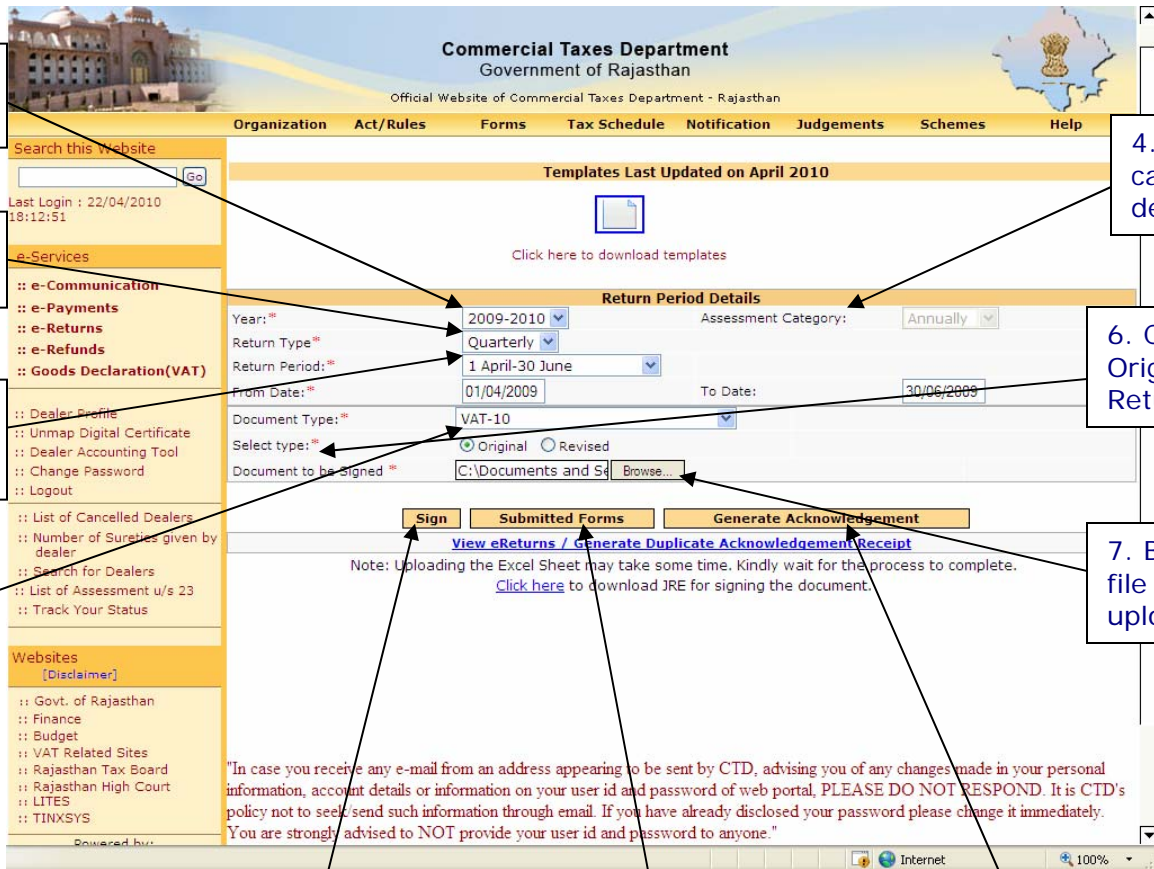 Commercial Taxes Department
Government of Rajasthan
Official Website of Commercial Taxes Department - Rajasthan
Organization Act/Rules Forms Tax Schedule Notification Judgements Schemes Help
Search this Website
Go
Last Login : 22/04/2010
18:12:51
e-Services
:: e-Communication
:: e-Payments
:: e-Returns
:: e-Refunds
:: Goods Declaration(VAT)
:: Dealer Profile
:: Unmap Digital Certificate
:: Dealer Accounting Tool
:: Change Password
:: Logout
:: List of Cancelled Dealers
:: Number of Sureties given by
dealer
:: Search for Dealers
:: List of Assessment u/s 23
:: Track Your Status
Websites
[Disclaimer]
:: Govt. of Rajasthan
:: Finance
:: Budget
:: VAT Related Sites
:: Rajasthan Tax Board
:: Rajasthan High Court
:: LITES
:: TINXSYS
Powered by:
Templates Last Updated on April 2010
Click here to download templates
Return Period Details
Year:* 2009-2010 Assessment Category: Annually
Return Type* Quarterly
Return Period:* 1 April-30 June
From Date:* 01/04/2009 To Date: 30/06/2009
Document Type:* VAT-10
Select type:* Original Revised
Document to be Signed * C:\Documents and Se Browse...
Sign Submitted Forms Generate Acknowledgement
View eReturns / Generate Duplicate Acknowledgement Receipt
Note: Uploading the Excel Sheet may take some time. Kindly wait for the process to complete.
Click here to download JRE for signing the document.
"In case you receive any e-mail from an address appearing to be sent by CTD, advising you of any changes made in your personal
information, account details or information on your user id and password of web portal, PLEASE DO NOT RESPOND. It is CTD's
policy not to seek/send such information through email. If you have already disclosed your password please change it immediately.
You are strongly advised to NOT provide your user id and password to anyone."
Internet 100%
4.
ca
de
6. C
Orig
Ret
7. B
file
uplo